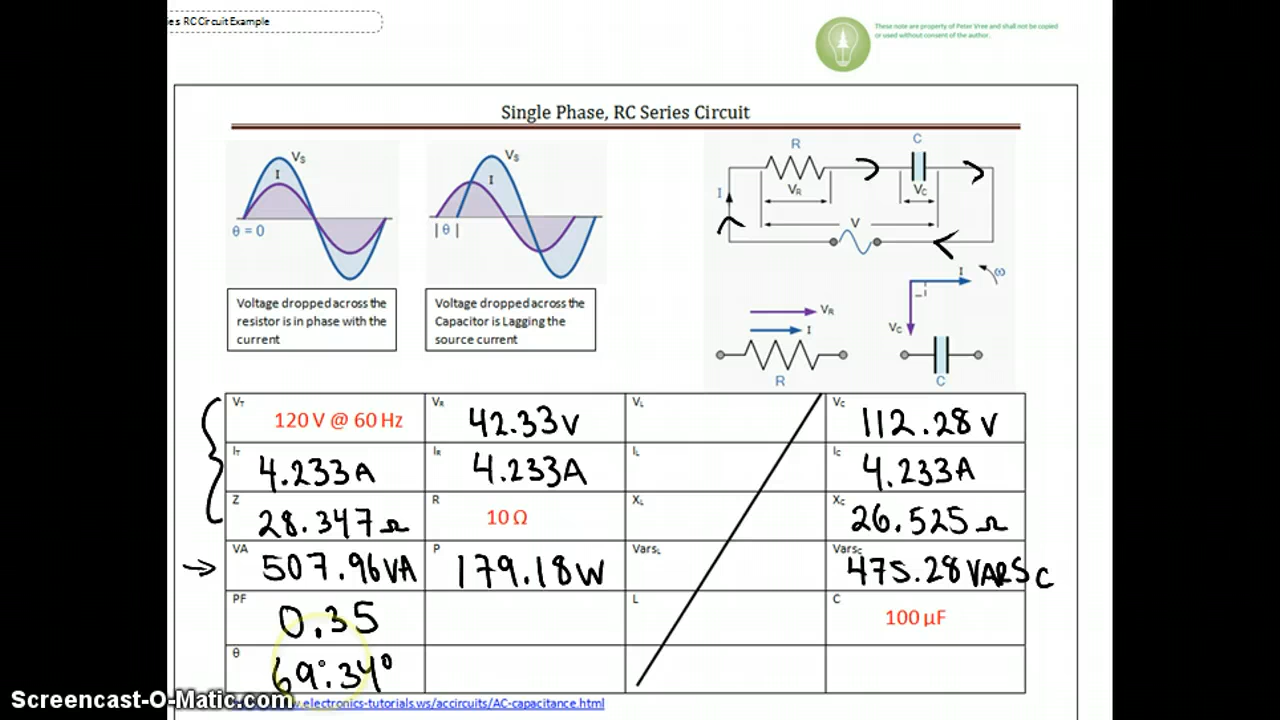 ies RC Circuit Example
These note are property of Peter Vree and shall not be copied
or used without consent of the author.
Single Phase, RC Series Circuit
Vs
I
θ = 0
Vs
I
| θ |
R
C
I
VR
VC
V
Voltage dropped across the
resistor is in phase with the
current
Voltage dropped across the
Capacitor is Lagging the
source current
I
ω
VR
I
VC
R
C
VT 120 V @ 60 Hz
VR 42.33V
VL
VC 112.28 V
IT 4.233A
IR 4.233A
IL
IC 4.233A
Z 28.347Ω
R 10 Ω
XL
XC 26.525 Ω
VA 507.96VA
P 179.18W
VarsL
VarsC 475.28 VARS C
PF 0.35
L
C 100 µF
θ 69.34°
Screencast-O-Matic.com
.electronics-tutorials.ws/accircuits/AC-capacitance.html